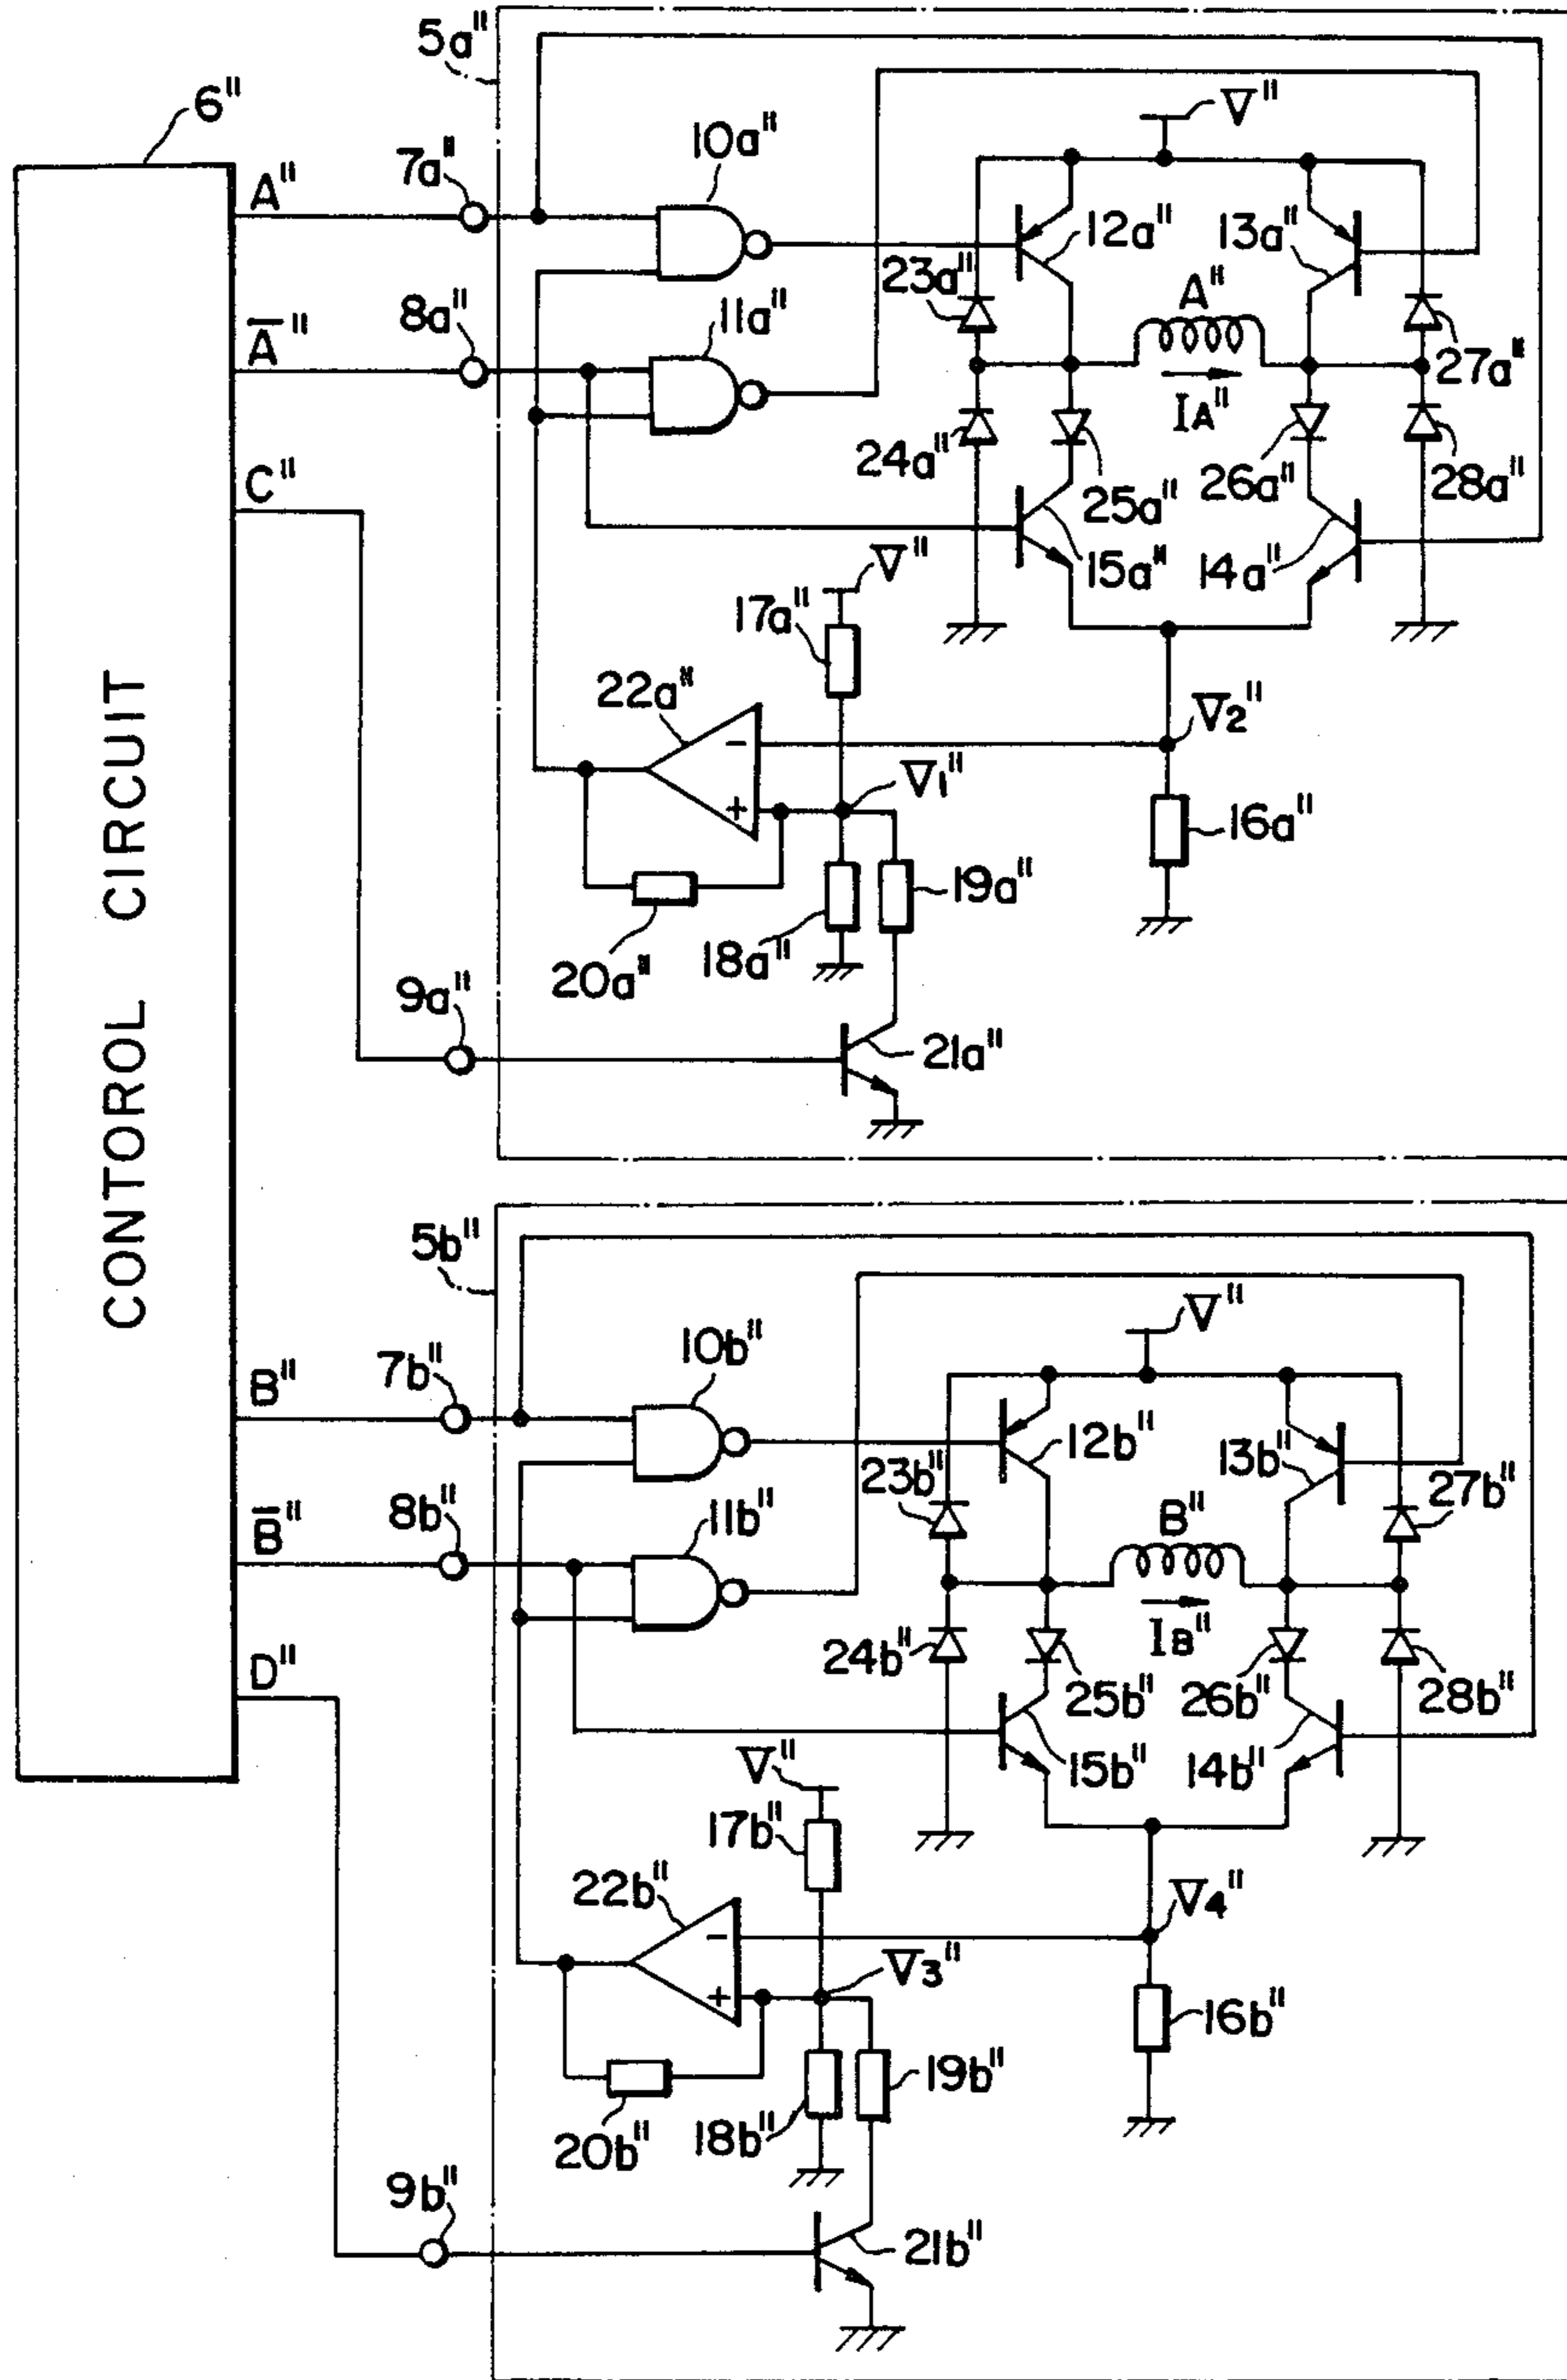 5a"
6"
V"
10a"
A"
7a"
12a"
13a"
23a"
A"
8a"
11a"
A̅"
27a"
IA"
24a"
26a"
28a"
C"
25a"
V"
15a"
14a"
17a"
22a"
V2"
-
V1"
+
16a"
19a"
18a"
20a"
9a"
21a"
CONTOROL CIRCUIT
5b"
V"
10b"
7b"
B"
12b"
13b"
23b"
27b"
B"
8b"
11b"
B̅"
IB"
24b"
D"
25b"
26b"
28b"
V"
15b"
14b"
17b"
22b"
V4"
-
V3"
+
16b"
19b"
18b"
20b"
9b"
21b"